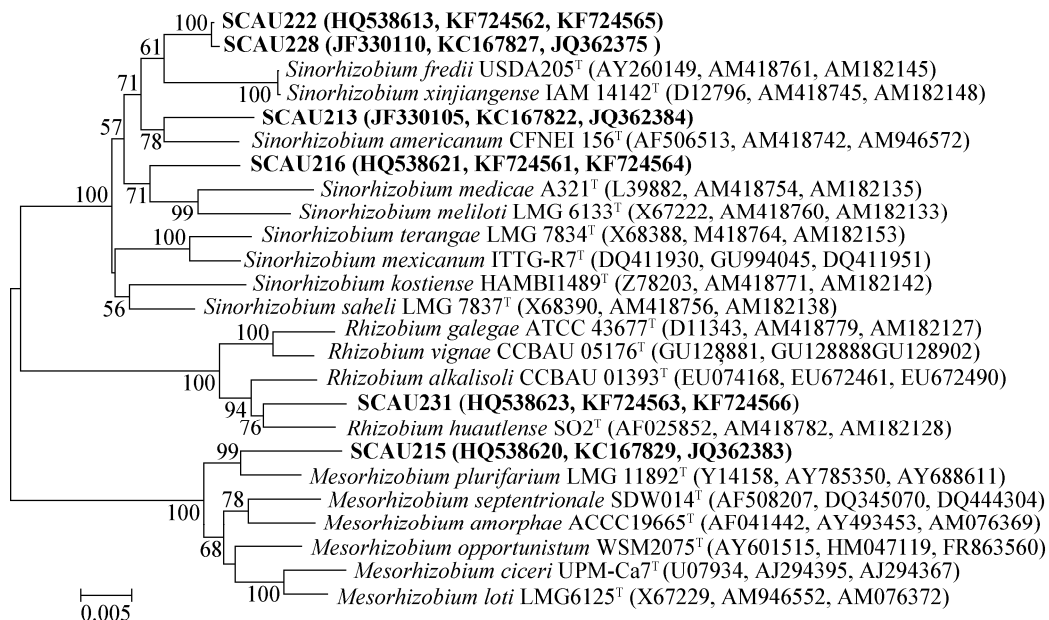 100 SCAU222 (HQ538613, KF724562, KF724565)
SCAU228 (JF330110, KC167827, JQ362375 )
61
Sinorhizobium fredii USDA205ᵀ (AY260149, AM418761, AM182145)
71
100 Sinorhizobium xinjiangense IAM 14142ᵀ (D12796, AM418745, AM182148)
SCAU213 (JF330105, KC167822, JQ362384)
57
78 Sinorhizobium americanum CFNEI 156ᵀ (AF506513, AM418742, AM946572)
SCAU216 (HQ538621, KF724561, KF724564)
100
71
Sinorhizobium medicae A321ᵀ (L39882, AM418754, AM182135)
99 Sinorhizobium meliloti LMG 6133ᵀ (X67222, AM418760, AM182133)
100 Sinorhizobium terangae LMG 7834ᵀ (X68388, M418764, AM182153)
Sinorhizobium mexicanum ITTG-R7ᵀ (DQ411930, GU994045, DQ411951)
Sinorhizobium kostiense HAMBI1489ᵀ (Z78203, AM418771, AM182142)
56 Sinorhizobium saheli LMG 7837ᵀ (X68390, AM418756, AM182138)
100 Rhizobium galegae ATCC 43677ᵀ (D11343, AM418779, AM182127)
Rhizobium vignae CCBAU 05176ᵀ (GU128881, GU128888GU128902)
100
Rhizobium alkalisoli CCBAU 01393ᵀ (EU074168, EU672461, EU672490)
94
SCAU231 (HQ538623, KF724563, KF724566)
76 Rhizobium huautlense SO2ᵀ (AF025852, AM418782, AM182128)
99 SCAU215 (HQ538620, KC167829, JQ362383)
Mesorhizobium plurifarium LMG 11892ᵀ (Y14158, AY785350, AY688611)
100
78 Mesorhizobium septentrionale SDW014ᵀ (AF508207, DQ345070, DQ444304)
Mesorhizobium amorphae ACCC19665ᵀ (AF041442, AY493453, AM076369)
68
Mesorhizobium opportunistum WSM2075ᵀ (AY601515, HM047119, FR863560)
Mesorhizobium ciceri UPM-Ca7ᵀ (U07934, AJ294395, AJ294367)
100 Mesorhizobium loti LMG6125ᵀ (X67229, AM946552, AM076372)
0.005